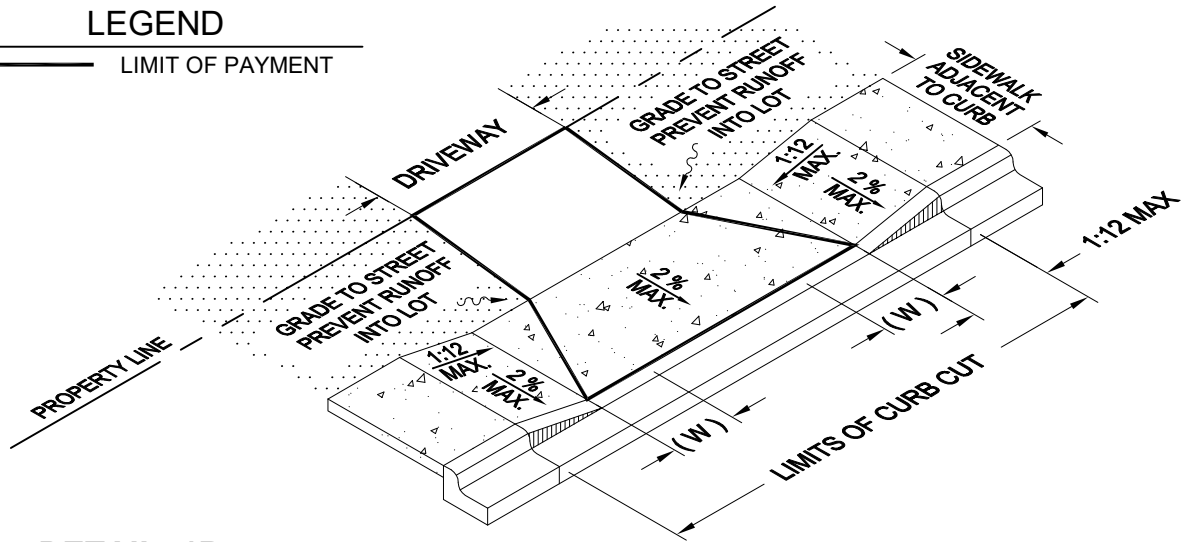 LEGEND
LIMIT OF PAYMENT
SIDEWALK
ADJACENT
TO CURB
GRADE TO STREET
PREVENT RUNOFF
INTO LOT
DRIVEWAY
1:12
MAX.
2 %
MAX.
1:12 MAX
2 %
MAX.
GRADE TO STREET
PREVENT RUNOFF
INTO LOT
( W )
PROPERTY LINE
1:12
MAX.
2 %
MAX.
( W )
LIMITS OF CURB CUT